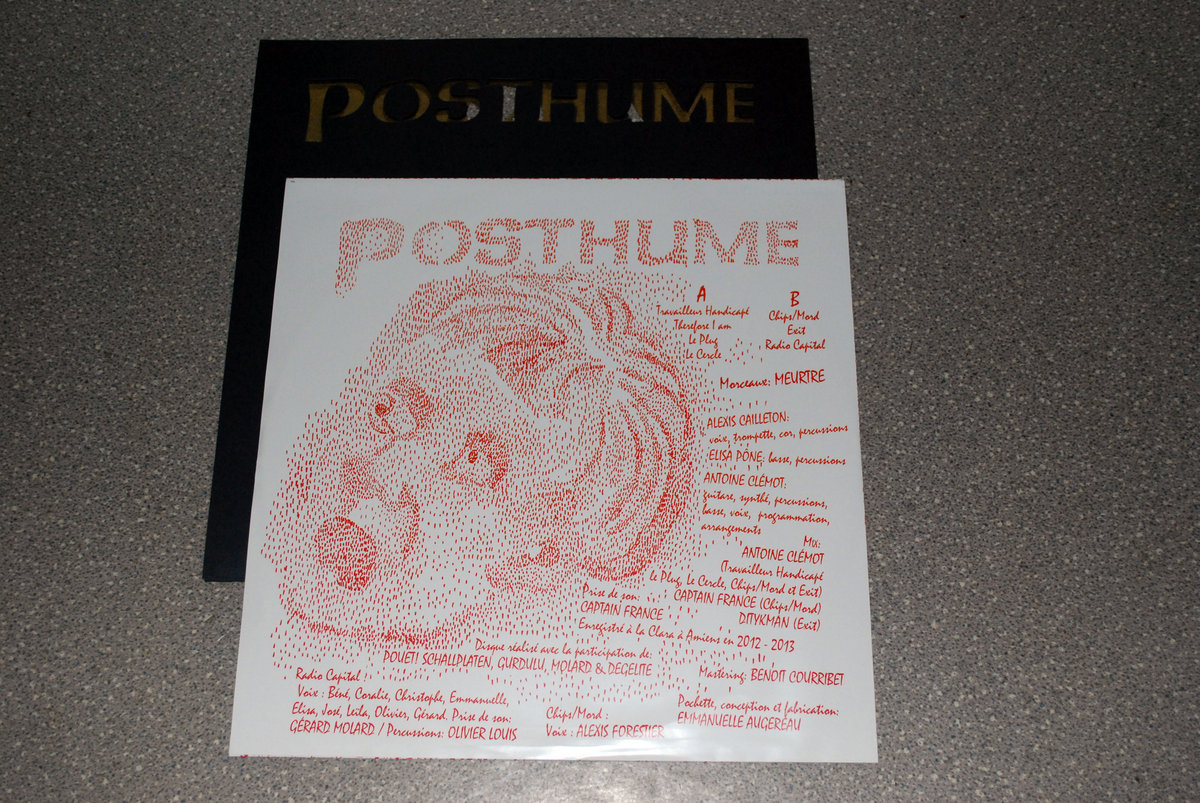 POSTHUME
POSTHUME
A
Travailleur Handicapé
Therefore I am
Le Plug
Le Cercle
B
Chips/Mord
Exit
Radio Capital
Morceaux: MEURTRE
ALEXIS CAILLETON:
voix, trompette, cor, percussions
ELISA PÔNE: basse, percussions
ANTOINE CLÉMOT:
guitare, synthé, percussions,
basse, voix, programmation,
arrangements
Mix:
ANTOINE CLÉMOT
(Travailleur Handicapé
Le Plug, Le Cercle, Chips/Mord et Exit)
CAPTAIN FRANCE (Chips/Mord)
DITYKMAN (Exit)
Prise de son:
CAPTAIN FRANCE
Enregistré à la Clara à Amiens en 2012 - 2013
Disque réalisé avec la participation de:
POUET! SCHALLPLATEN, GURDULU, MOLARD & DEGELITE
Mastering: BENOIT COURRIBET
Radio Capital :
Voix : Béné, Coralie, Christophe, Emmanuelle,
Elisa, José, Leila, Olivier, Gérard. Prise de son:
GÉRARD MOLARD / Percussions: OLIVIER LOUIS
Chips/Mord :
Voix : ALEXIS FORESTIER
Pochette, conception et fabrication:
EMMANUELLE AUGEREAU